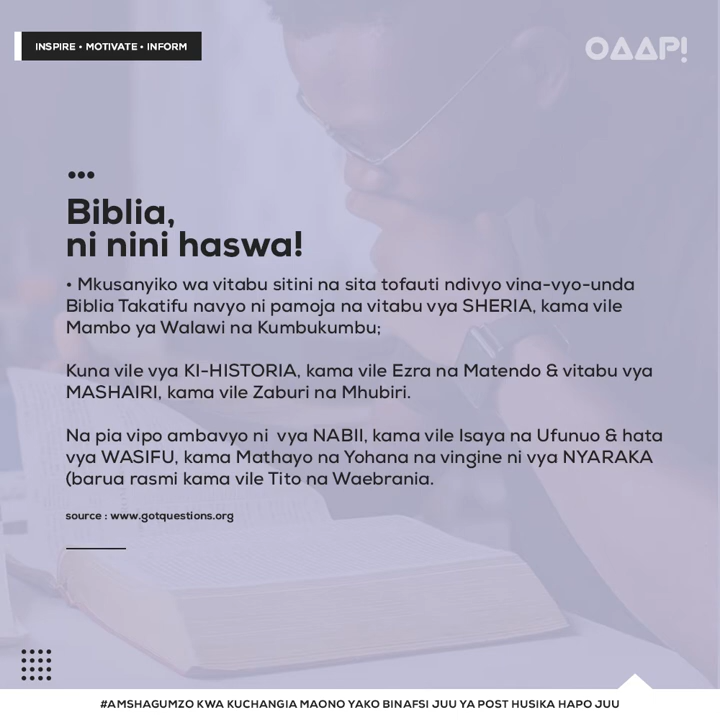 INSPIRE • MOTIVATE • INFORM
OAAP!
Biblia,
ni nini haswa!
• Mkusanyiko wa vitabu sitini na sita tofauti ndivyo vina-vyo-unda
Biblia Takatifu navyo ni pamoja na vitabu vya SHERIA, kama vile
Mambo ya Walawi na Kumbukumbu;
Kuna vile vya KI-HISTORIA, kama vile Ezra na Matendo & vitabu vya
MASHAIRI, kama vile Zaburi na Mhubiri.
Na pia vipo ambavyo ni vya NABII, kama vile Isaya na Ufunuo & hata
vya WASIFU, kama Mathayo na Yohana na vingine ni vya NYARAKA
(barua rasmi kama vile Tito na Waebrania.
source : www.gotquestions.org
#AMSHAGUMZO KWA KUCHANGIA MAONO YAKO BINAFSI JUU YA POST HUSIKA HAPO JUU